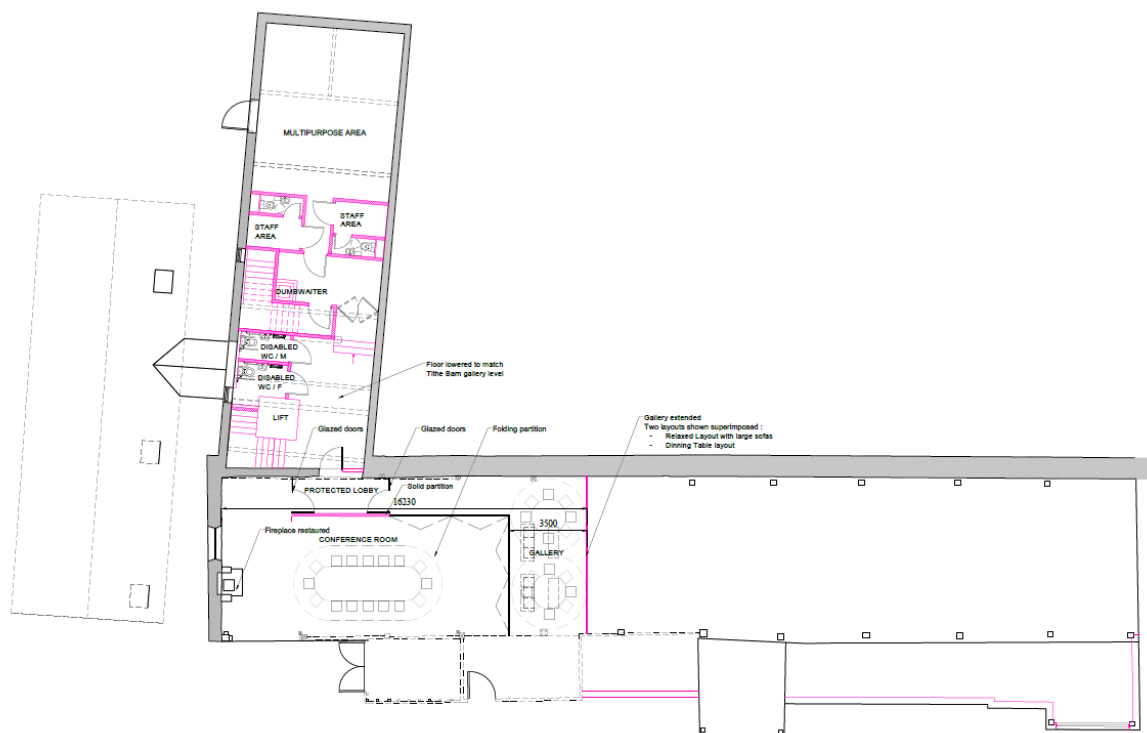 MULTIPURPOSE AREA
STAFF
AREA
STAFF
AREA
DUMBWAITER
DISABLED
WC / M
DISABLED
WC / F
LIFT
Floor lowered to match
Tithe Barn gallery level
Glazed doors
Glazed doors
Folding partition
Gallery extended
Two layouts shown superimposed :
- Relaxed Layout with large sofas
- Dinning Table layout
PROTECTED LOBBY
Solid partition
16230
3500
Fireplace restaured
CONFERENCE ROOM
GALLERY